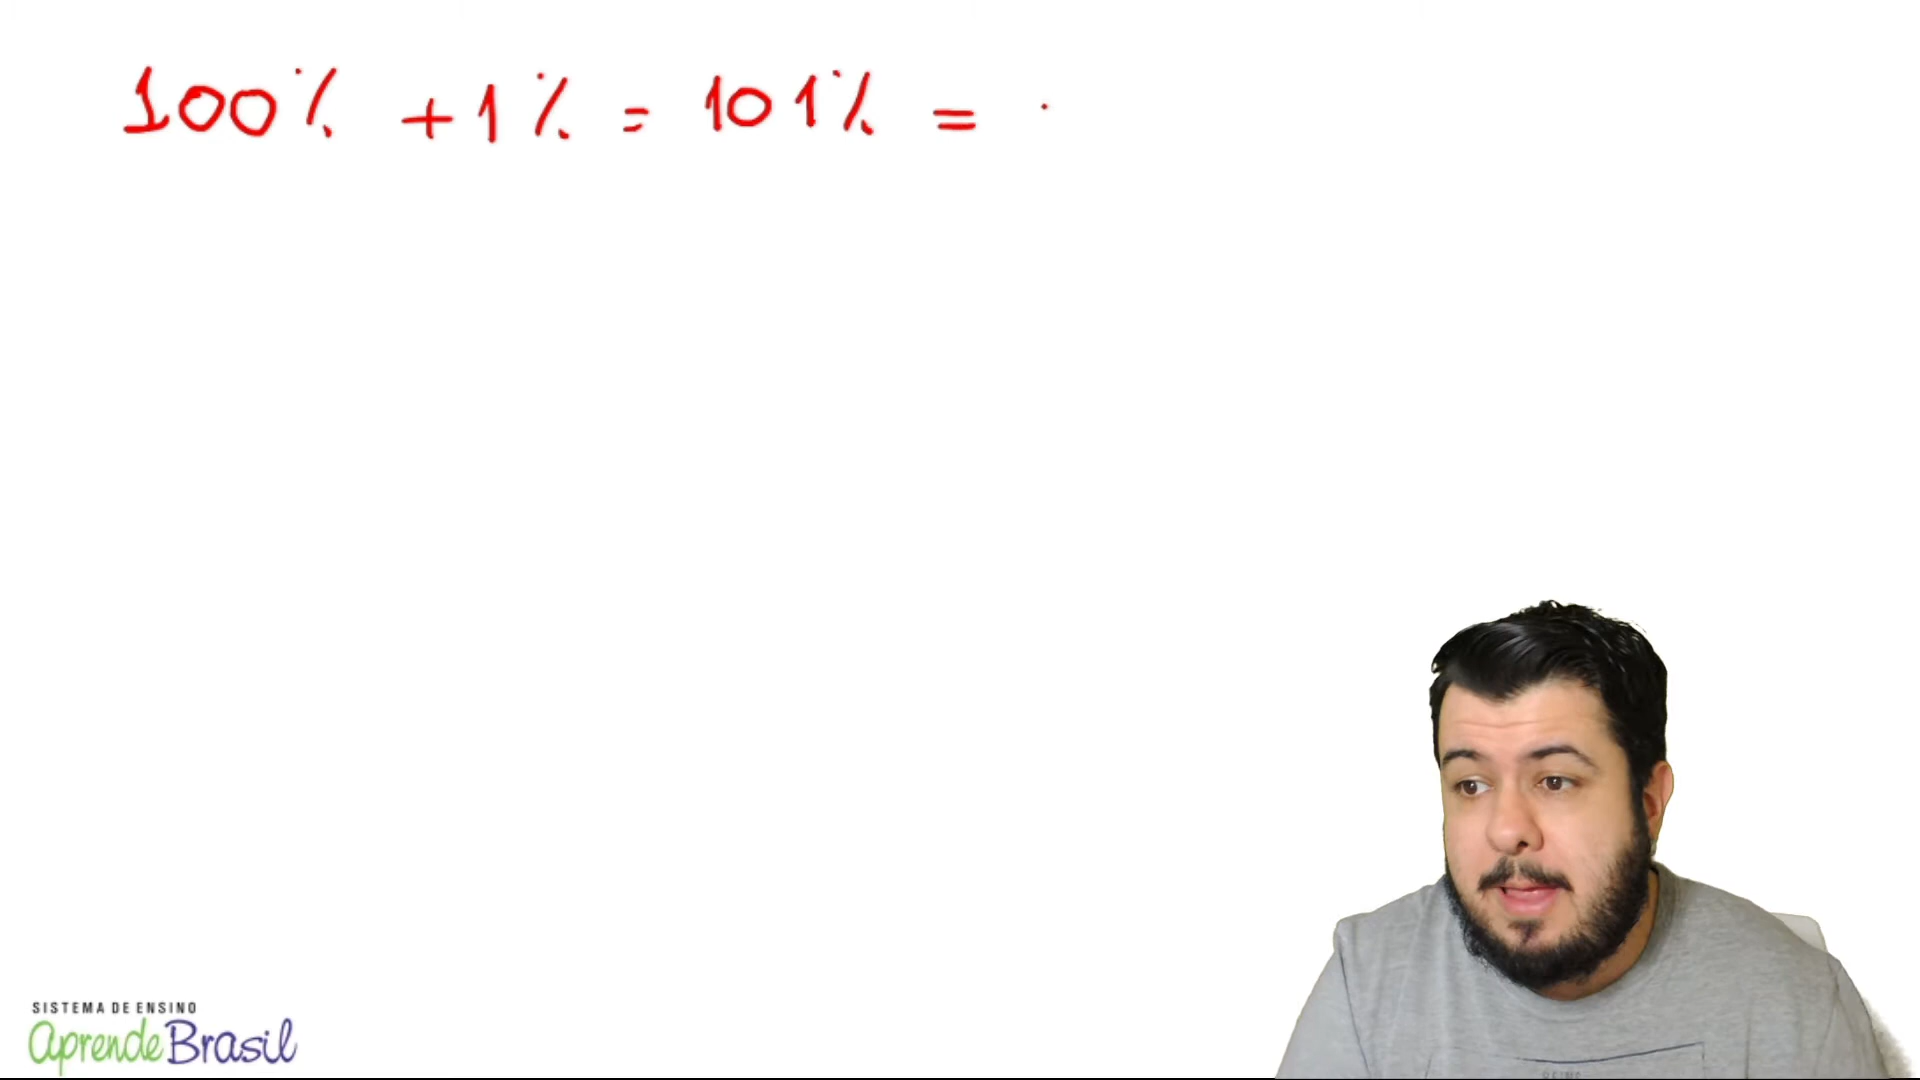 100% + 1% = 101% =
SISTEMA DE ENSINO
aprende Brasil